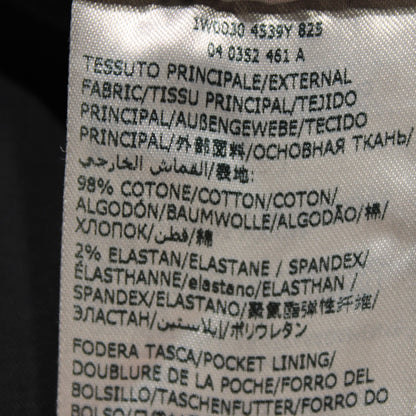 1W0030 4539Y 825
04 0352 461 A
TESSUTO PRINCIPALE/EXTERNAL
FABRIC/TISSU PRINCIPAL/TEJIDO
PRINCIPAL/AUßENGEWEBE/TECIDO
PRINCIPAL/外部面料/ОСНОВНАЯ ТКАНЬ/
القماش الخارجي/表地:
98% COTONE/COTTON/COTON/
ALGODÓN/BAUMWOLLE/ALGODÃO/棉/
ХЛОПОК/قطن/綿
2% ELASTAN/ELASTANE / SPANDEX/
ÉLASTHANNE/elastano/ELASTHAN /
SPANDEX/ELASTANO/聚氨酯弹性纤维/
ЭЛАСТАН/إيلاستين/ポリウレタン
FODERA TASCA/POCKET LINING/
DOUBLURE DE LA POCHE/FORRO DEL
BOLSILLO/TASCHENFUTTER/FORRO DO